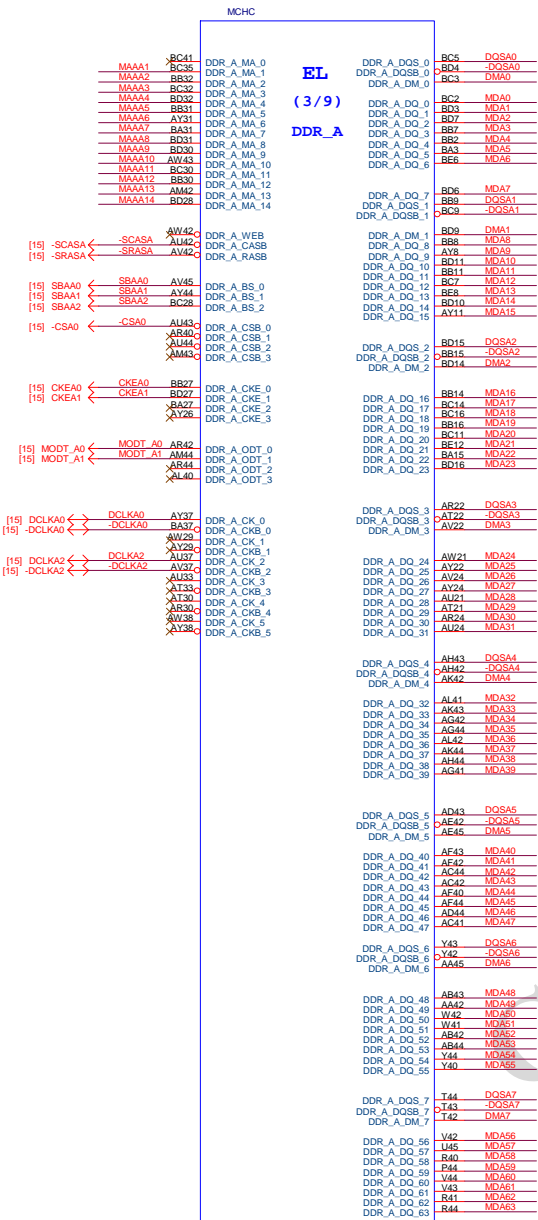 MCHC
EL
(3/9)
DDR_A
BC41 DDR_A_MA_0
MAAA1 BC35 DDR_A_MA_1
MAAA2 BB32 DDR_A_MA_2
MAAA3 BC32 DDR_A_MA_3
MAAA4 BD32 DDR_A_MA_4
MAAA5 BB31 DDR_A_MA_5
MAAA6 AY31 DDR_A_MA_6
MAAA7 BA31 DDR_A_MA_7
MAAA8 BD31 DDR_A_MA_8
MAAA9 BD30 DDR_A_MA_9
MAAA10 AW43 DDR_A_MA_10
MAAA11 BC30 DDR_A_MA_11
MAAA12 BB30 DDR_A_MA_12
MAAA13 AM42 DDR_A_MA_13
MAAA14 BD28 DDR_A_MA_14
AW42 DDR_A_WEB
[15] -SCASA -SCASA AU42 DDR_A_CASB
[15] -SRASA -SRASA AV42 DDR_A_RASB
[15] SBAA0 SBAA0 AV45 DDR_A_BS_0
[15] SBAA1 SBAA1 AY44 DDR_A_BS_1
[15] SBAA2 SBAA2 BC28 DDR_A_BS_2
[15] -CSA0 -CSA0 AU43 DDR_A_CSB_0
AR40 DDR_A_CSB_1
AU44 DDR_A_CSB_2
AM43 DDR_A_CSB_3
[15] CKEA0 CKEA0 BB27 DDR_A_CKE_0
[15] CKEA1 CKEA1 BD27 DDR_A_CKE_1
BA27 DDR_A_CKE_2
AY26 DDR_A_CKE_3
[15] MODT_A0 MODT_A0 AR42 DDR_A_ODT_0
[15] MODT_A1 MODT_A1 AM44 DDR_A_ODT_1
AR44 DDR_A_ODT_2
AL40 DDR_A_ODT_3
[15] DCLKA0 DCLKA0 AY37 DDR_A_CK_0
[15] -DCLKA0 -DCLKA0 BA37 DDR_A_CKB_0
AW29 DDR_A_CK_1
AY29 DDR_A_CKB_1
[15] DCLKA2 DCLKA2 AU37 DDR_A_CK_2
[15] -DCLKA2 -DCLKA2 AV37 DDR_A_CKB_2
AU33 DDR_A_CK_3
AT33 DDR_A_CKB_3
AT30 DDR_A_CK_4
AR30 DDR_A_CKB_4
AW38 DDR_A_CK_5
AY38 DDR_A_CKB_5
DDR_A_DQS_0 BC5 DQSA0
DDR_A_DQSB_0 BD4 -DQSA0
DDR_A_DM_0 BC3 DMA0
DDR_A_DQ_0 BC2 MDA0
DDR_A_DQ_1 BD3 MDA1
DDR_A_DQ_2 BD7 MDA2
DDR_A_DQ_3 BB7 MDA3
DDR_A_DQ_4 BB2 MDA4
DDR_A_DQ_5 BA3 MDA5
DDR_A_DQ_6 BE6 MDA6
DDR_A_DQ_7 BD6 MDA7
DDR_A_DQS_1 BB9 DQSA1
DDR_A_DQSB_1 BC9 -DQSA1
DDR_A_DM_1 BD9 DMA1
DDR_A_DQ_8 BB8 MDA8
DDR_A_DQ_9 AY8 MDA9
DDR_A_DQ_10 BD11 MDA10
DDR_A_DQ_11 BB11 MDA11
DDR_A_DQ_12 BC7 MDA12
DDR_A_DQ_13 BE8 MDA13
DDR_A_DQ_14 BD10 MDA14
DDR_A_DQ_15 AY11 MDA15
DDR_A_DQS_2 BD15 DQSA2
DDR_A_DQSB_2 BB15 -DQSA2
DDR_A_DM_2 BD14 DMA2
DDR_A_DQ_16 BB14 MDA16
DDR_A_DQ_17 BC14 MDA17
DDR_A_DQ_18 BC16 MDA18
DDR_A_DQ_19 BB16 MDA19
DDR_A_DQ_20 BC11 MDA20
DDR_A_DQ_21 BE12 MDA21
DDR_A_DQ_22 BA15 MDA22
DDR_A_DQ_23 BD16 MDA23
DDR_A_DQS_3 AR22 DQSA3
DDR_A_DQSB_3 AT22 -DQSA3
DDR_A_DM_3 AV22 DMA3
DDR_A_DQ_24 AW21 MDA24
DDR_A_DQ_25 AY22 MDA25
DDR_A_DQ_26 AV24 MDA26
DDR_A_DQ_27 AY24 MDA27
DDR_A_DQ_28 AU21 MDA28
DDR_A_DQ_29 AT21 MDA29
DDR_A_DQ_30 AR24 MDA30
DDR_A_DQ_31 AU24 MDA31
DDR_A_DQS_4 AH43 DQSA4
DDR_A_DQSB_4 AH42 -DQSA4
DDR_A_DM_4 AK42 DMA4
DDR_A_DQ_32 AL41 MDA32
DDR_A_DQ_33 AK43 MDA33
DDR_A_DQ_34 AG42 MDA34
DDR_A_DQ_35 AG44 MDA35
DDR_A_DQ_36 AL42 MDA36
DDR_A_DQ_37 AK44 MDA37
DDR_A_DQ_38 AH44 MDA38
DDR_A_DQ_39 AG41 MDA39
DDR_A_DQS_5 AD43 DQSA5
DDR_A_DQSB_5 AE42 -DQSA5
DDR_A_DM_5 AE45 DMA5
DDR_A_DQ_40 AF43 MDA40
DDR_A_DQ_41 AF42 MDA41
DDR_A_DQ_42 AC44 MDA42
DDR_A_DQ_43 AC42 MDA43
DDR_A_DQ_44 AF40 MDA44
DDR_A_DQ_45 AF44 MDA45
DDR_A_DQ_46 AD44 MDA46
DDR_A_DQ_47 AC41 MDA47
DDR_A_DQS_6 Y43 DQSA6
DDR_A_DQSB_6 Y42 -DQSA6
DDR_A_DM_6 AA45 DMA6
DDR_A_DQ_48 AB43 MDA48
DDR_A_DQ_49 AA42 MDA49
DDR_A_DQ_50 W42 MDA50
DDR_A_DQ_51 W41 MDA51
DDR_A_DQ_52 AB42 MDA52
DDR_A_DQ_53 AB44 MDA53
DDR_A_DQ_54 Y44 MDA54
DDR_A_DQ_55 Y40 MDA55
DDR_A_DQS_7 T44 DQSA7
DDR_A_DQSB_7 T43 -DQSA7
DDR_A_DM_7 T42 DMA7
DDR_A_DQ_56 V42 MDA56
DDR_A_DQ_57 U45 MDA57
DDR_A_DQ_58 R40 MDA58
DDR_A_DQ_59 P44 MDA59
DDR_A_DQ_60 V44 MDA60
DDR_A_DQ_61 V43 MDA61
DDR_A_DQ_62 R41 MDA62
DDR_A_DQ_63 R44 MDA63